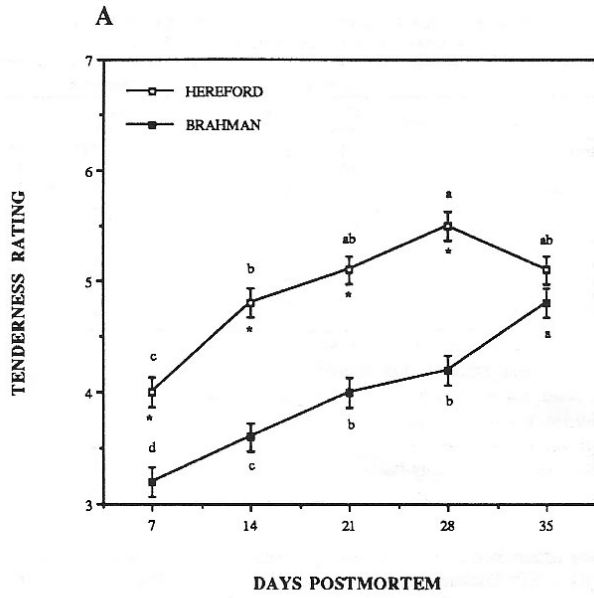 A
7
HEREFORD
BRAHMAN
6
a
ab
ab
b
*
5
*
*
a
c
4
*
b
b
d
c
3
7 14 21 28 35
TENDERNESS RATING
DAYS POSTMORTEM